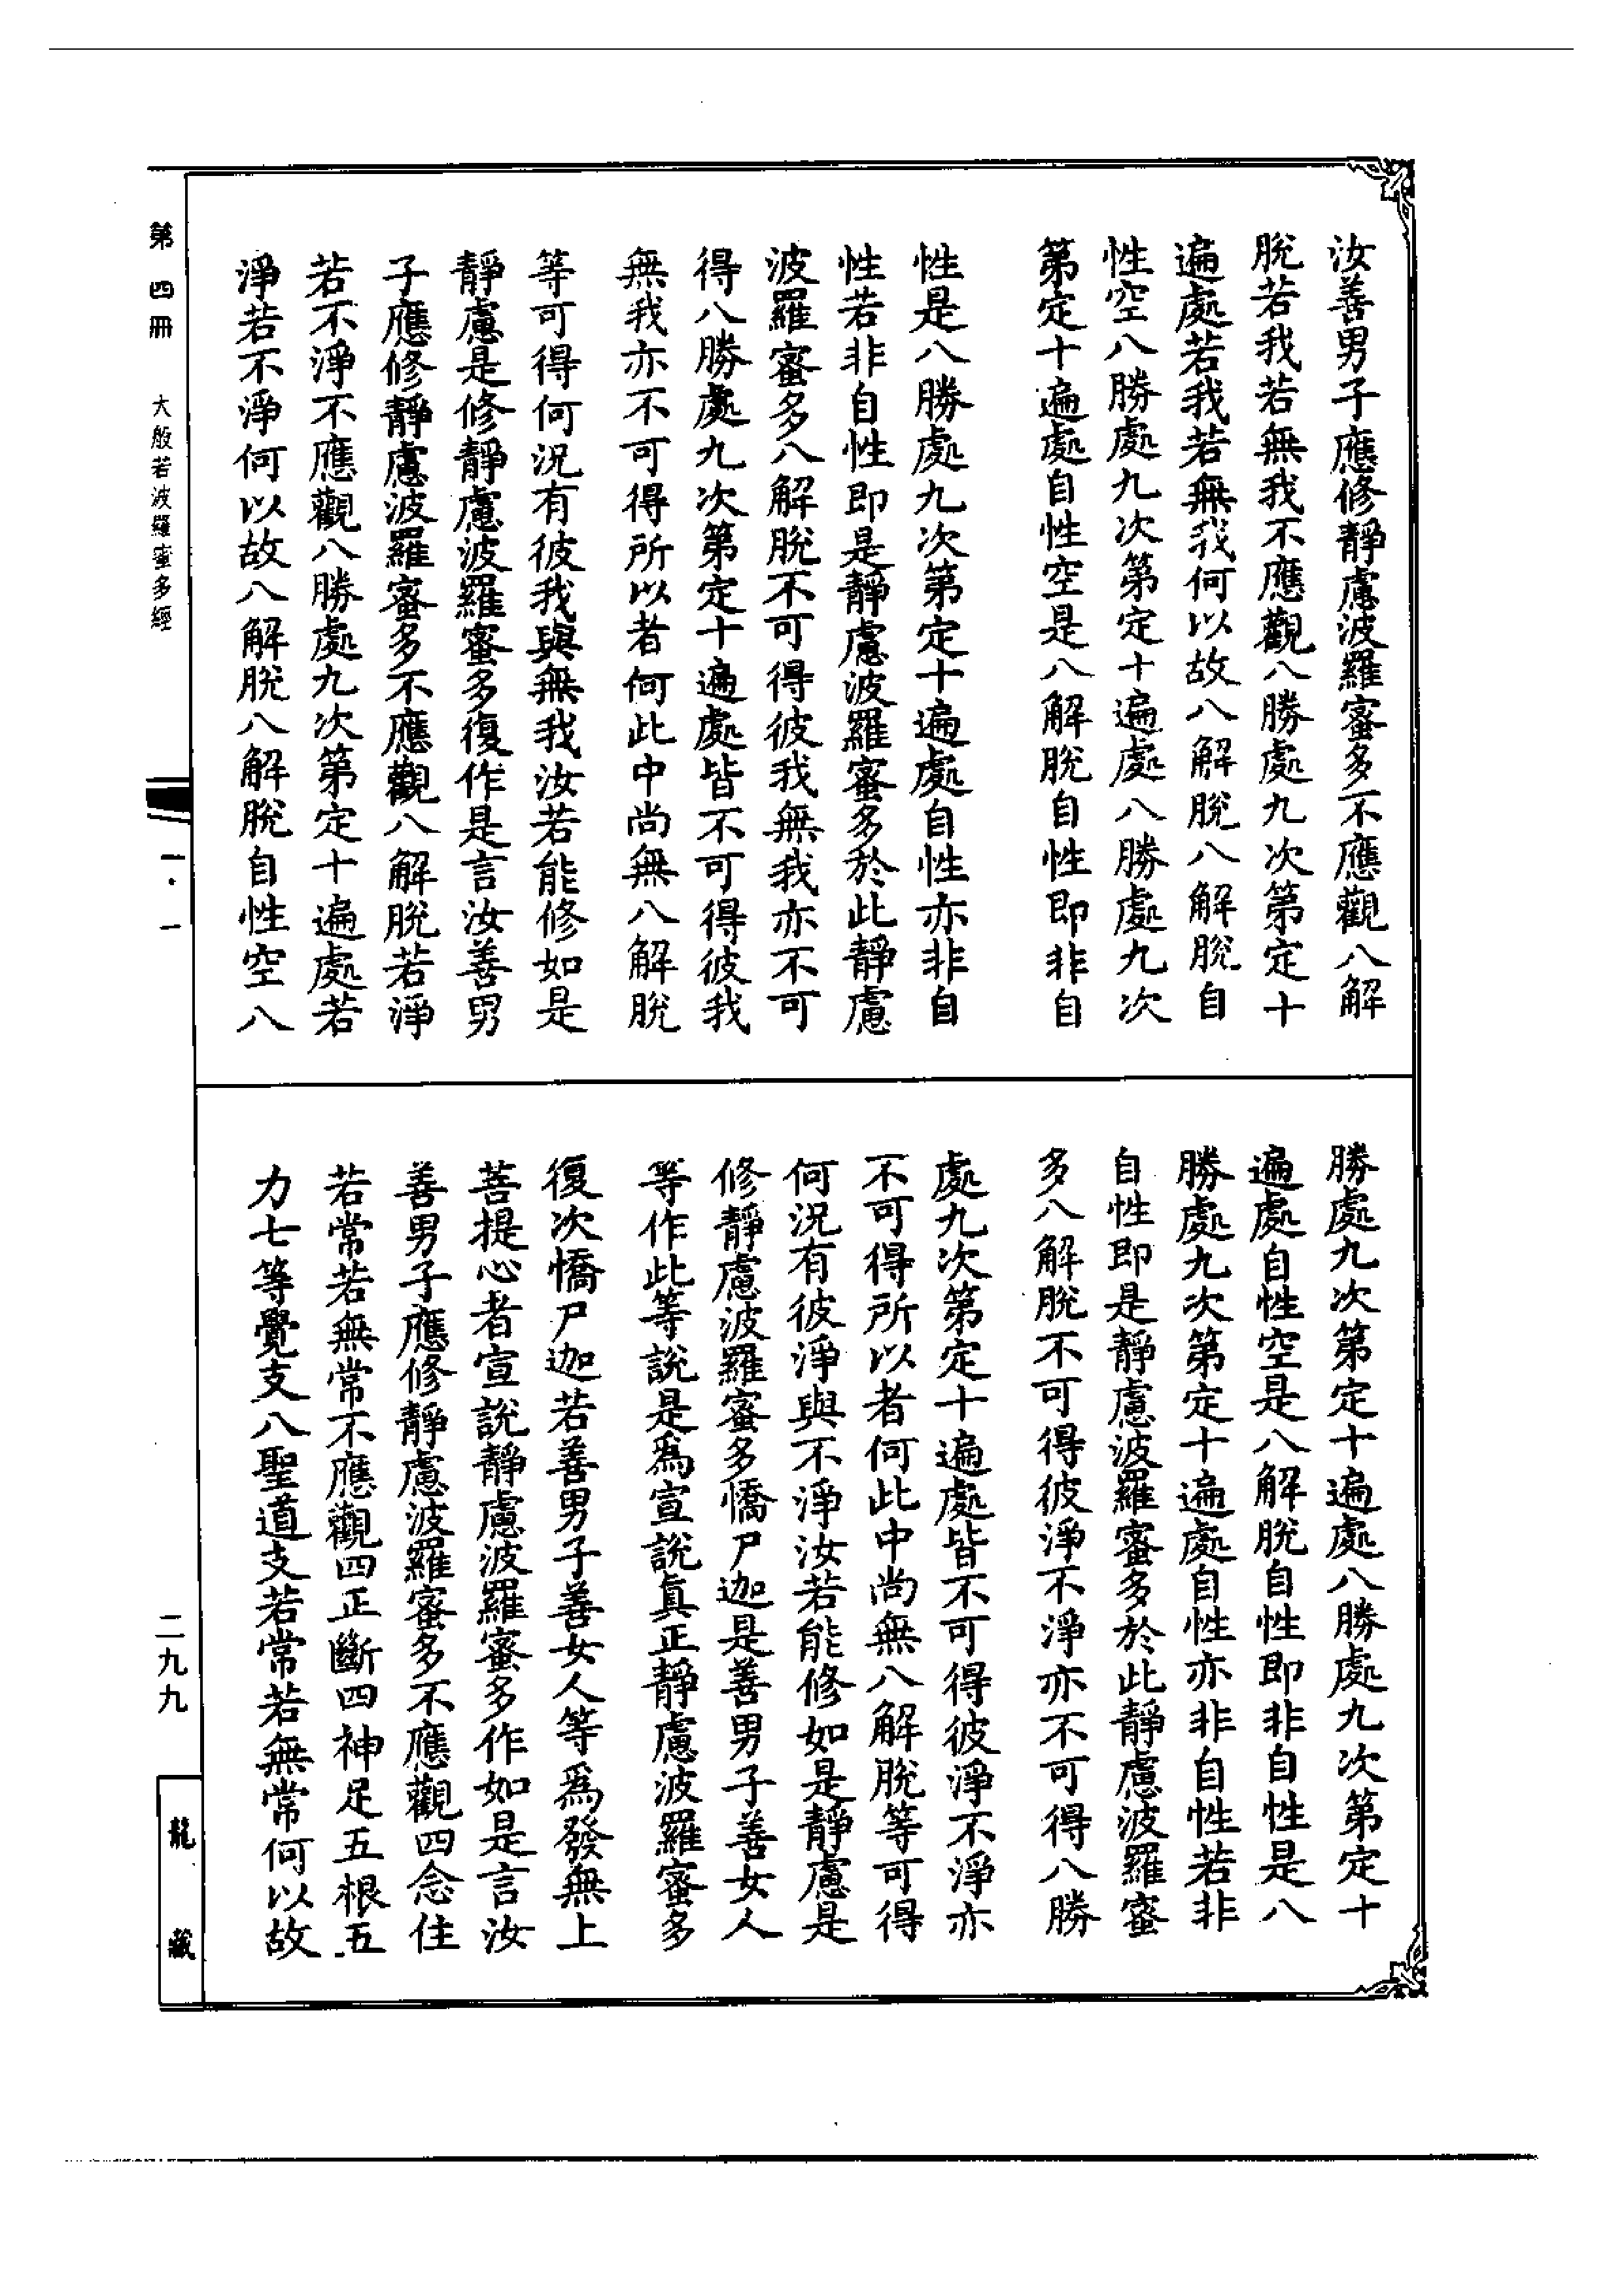 汝善男子應修靜慮波羅蜜多不應觀八解
脫若我若無我不應觀八勝處九次第定十
遍處若我若無我何以故八解脫八解脫自
性空八勝處九次第定十遍處八勝處九次
第定十遍處自性空是八解脫自性即非自
性是八勝處九次第定十遍處自性亦非自
性若非自性即是靜慮波羅蜜多於此靜慮
波羅蜜多八解脫不可得彼我無我亦不可
得八勝處九次第定十遍處皆不可得彼我
無我亦不可得所以者何此中尚無八解脫
等可得何況有彼我與無我汝若能修如是
靜慮是修靜慮波羅蜜多復作是言汝善男
子應修靜慮波羅蜜多不應觀八解脫若淨
若不淨不應觀八勝處九次第定十遍處若
淨若不淨何以故八解脫八解脫自性空八
勝處九次第定十遍處八勝處九次第定十
遍處自性空是八解脫自性即非自性是八
勝處九次第定十遍處自性亦非自性若非
自性即是靜慮波羅蜜多於此靜慮波羅蜜
多八解脫不可得彼淨不淨亦不可得八勝
處九次第定十遍處皆不可得彼淨不淨亦
不可得所以者何此中尚無八解脫等可得
何況有彼淨與不淨汝若能修如是靜慮是
修靜慮波羅蜜多憍尸迦是善男子善女人
等作此等說是為宣說真正靜慮波羅蜜多
復次憍尸迦若善男子善女人等為發無上
菩提心者宣說靜慮波羅蜜多作如是言汝
善男子應修靜慮波羅蜜多不應觀四念住
若常若無常不應觀四正斷四神足五根五
力七等覺支八聖道支若常若無常何以故
第四冊 大般若波羅蜜多經 一·一 二九九 龍藏